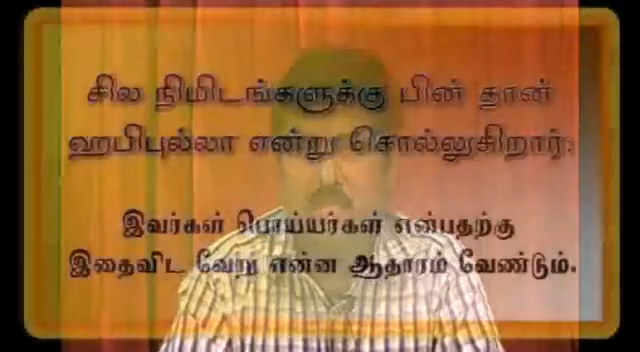 சில நிமிடங்களுக்கு பின் தான்
ஹபிபுல்லா என்று சொல்லுகிறார்.
இவர்கள் பொய்யர்கள் என்பதற்கு
இதைவிட வேறு என்ன ஆதாரம் வேண்டும்.